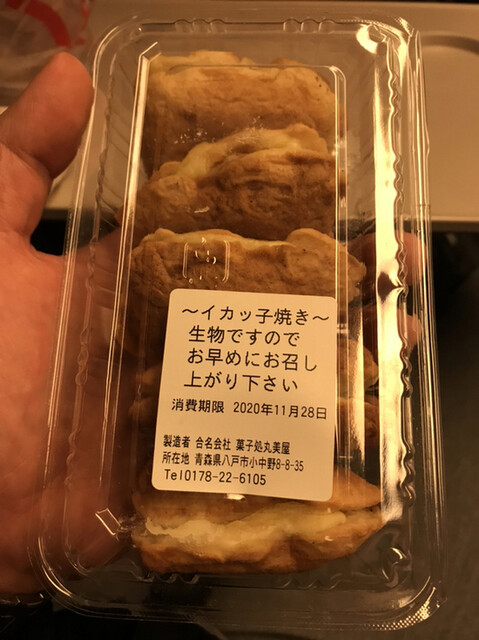 ～イカッ子焼き～
生物ですので
お早めにお召し
上がり下さい
消費期限 2020年11月28日
製造者 合名会社 菓子処丸美屋
所在地 青森県八戸市小中野8-8-35
Tel0178-22-6105